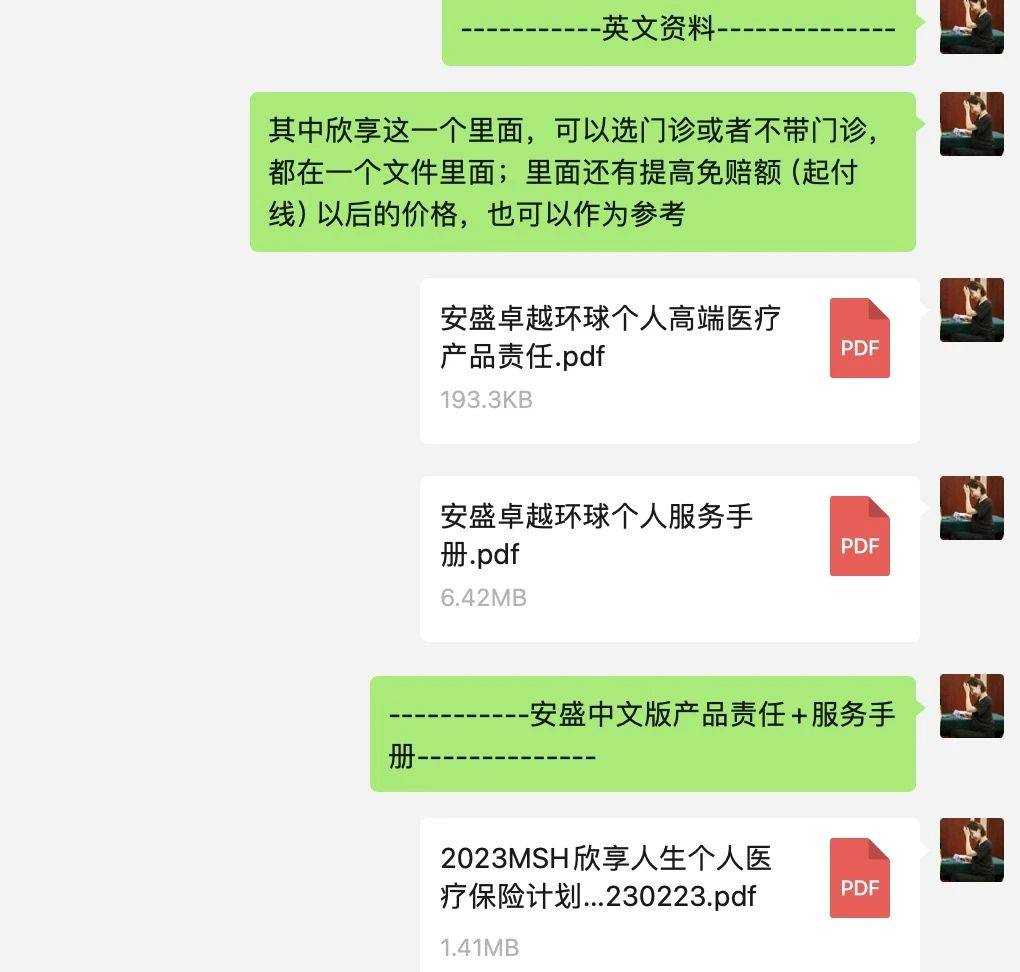 -----------英文资料--------------
其中欣享这一个里面，可以选门诊或者不带门诊，
都在一个文件里面；里面还有提高免赔额（起付
线）以后的价格，也可以作为参考
安盛卓越环球个人高端医疗
产品责任.pdf
PDF
193.3KB
安盛卓越环球个人服务手
册.pdf
PDF
6.42MB
-----------安盛中文版产品责任+服务手
册--------------
2023MSH欣享人生个人医
疗保险计划...230223.pdf
PDF
1.41MB